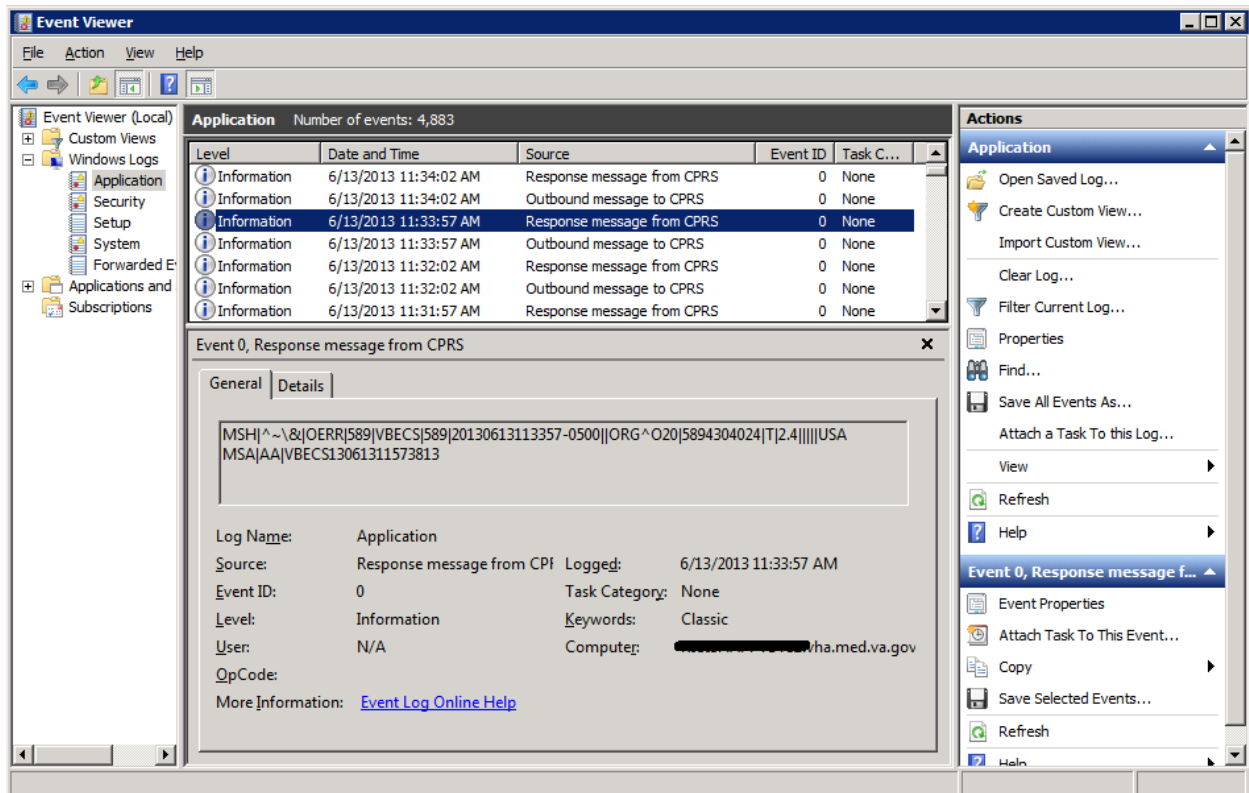 Event Viewer
File Action View Help
Event Viewer (Local)
Custom Views
Windows Logs
Application
Security
Setup
System
Forwarded E
Applications and
Subscriptions
Application Number of events: 4,883
Level Date and Time Source Event ID Task C...
Information 6/13/2013 11:34:02 AM Response message from CPRS 0 None
Information 6/13/2013 11:34:02 AM Outbound message to CPRS 0 None
Information 6/13/2013 11:33:57 AM Response message from CPRS 0 None
Information 6/13/2013 11:33:57 AM Outbound message to CPRS 0 None
Information 6/13/2013 11:32:02 AM Response message from CPRS 0 None
Information 6/13/2013 11:32:02 AM Outbound message to CPRS 0 None
Information 6/13/2013 11:31:57 AM Response message from CPRS 0 None
Event 0, Response message from CPRS
General Details
MSH|^~\&|OERR|589|VBECS|589|20130613113357-0500||ORG^O20|5894304024|T|2.4|||||USA
MSA|AA|VBECS13061311573813
Log Name: Application
Source: Response message from CPF Logged: 6/13/2013 11:33:57 AM
Event ID: 0 Task Category: None
Level: Information Keywords: Classic
User: N/A Computer: vha.med.va.gov
OpCode:
More Information: Event Log Online Help
Actions
Application
Open Saved Log...
Create Custom View...
Import Custom View...
Clear Log...
Filter Current Log...
Properties
Find...
Save All Events As...
Attach a Task To this Log...
View
Refresh
Help
Event 0, Response message f...
Event Properties
Attach Task To This Event...
Copy
Save Selected Events...
Refresh
Help